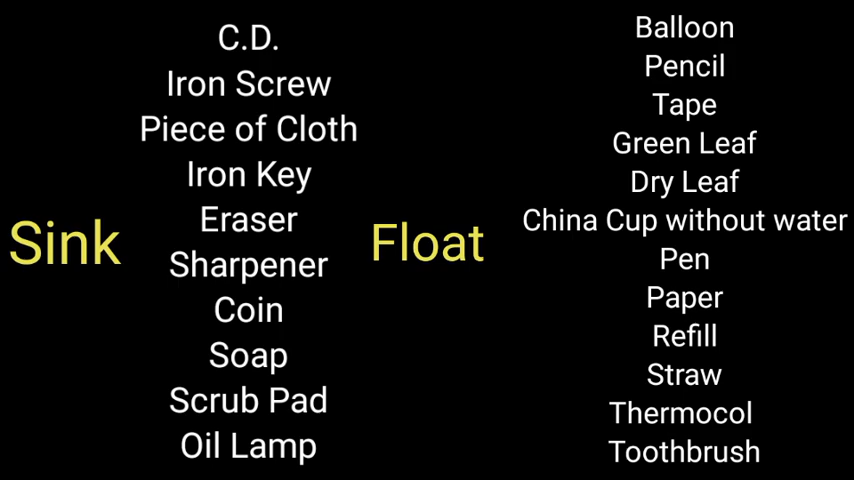 Sink
C.D.
Iron Screw
Piece of Cloth
Iron Key
Eraser
Sharpener
Coin
Soap
Scrub Pad
Oil Lamp
Float
Balloon
Pencil
Tape
Green Leaf
Dry Leaf
China Cup without water
Pen
Paper
Refill
Straw
Thermocol
Toothbrush